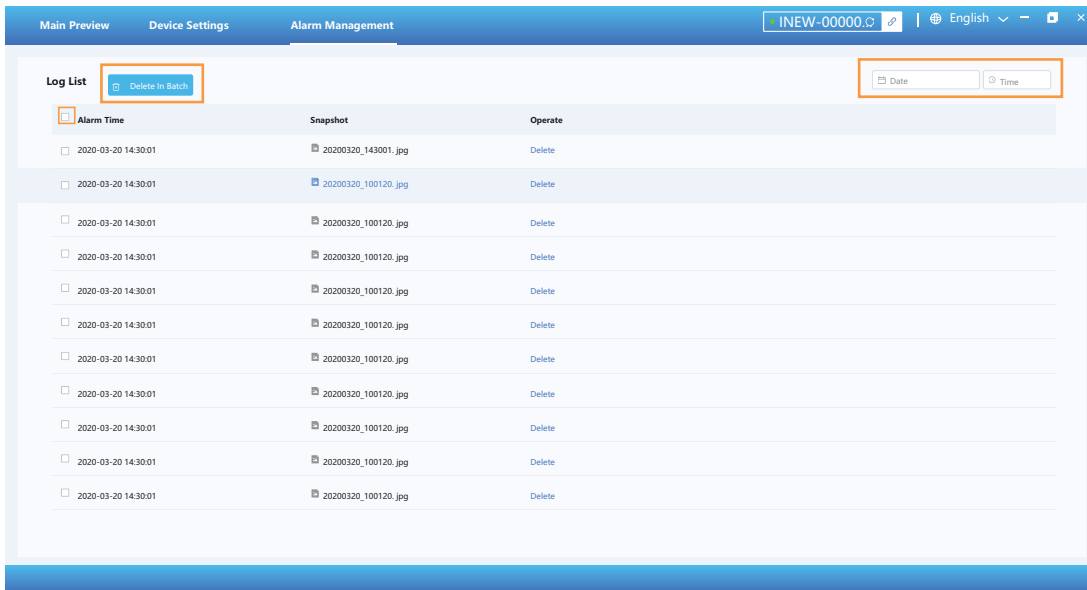 Main Preview Device Settings Alarm Management INEW-00000. English
Log List Delete In Batch Date Time
Alarm Time Snapshot Operate
2020-03-20 14:30:01 20200320_143001. jpg Delete
2020-03-20 14:30:01 20200320_100120. jpg Delete
2020-03-20 14:30:01 20200320_100120. jpg Delete
2020-03-20 14:30:01 20200320_100120. jpg Delete
2020-03-20 14:30:01 20200320_100120. jpg Delete
2020-03-20 14:30:01 20200320_100120. jpg Delete
2020-03-20 14:30:01 20200320_100120. jpg Delete
2020-03-20 14:30:01 20200320_100120. jpg Delete
2020-03-20 14:30:01 20200320_100120. jpg Delete
2020-03-20 14:30:01 20200320_100120. jpg Delete
2020-03-20 14:30:01 20200320_100120. jpg Delete